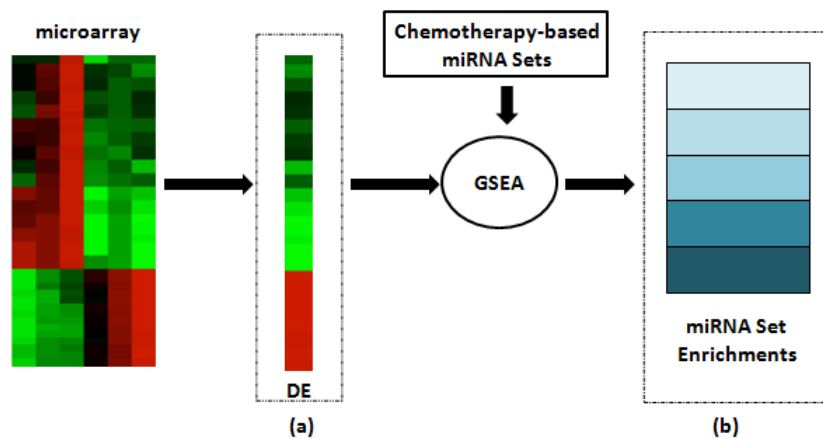 microarray
Chemotherapy-based
miRNA Sets
GSEA
DE
miRNA Set
Enrichments
(a)
(b)